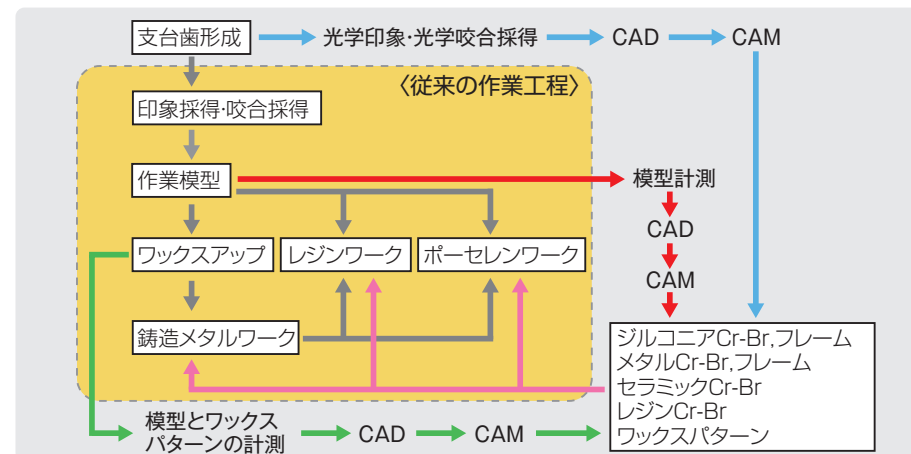 支台歯形成
光学印象・光学咬合採得
CAD
CAM
〈従来の作業工程〉
印象採得・咬合採得
作業模型
模型計測
CAD
CAM
ワックスアップ
レジンワーク
ポーセレンワーク
鋳造メタルワーク
ジルコニアCr-Br,フレーム
メタルCr-Br,フレーム
セラミックCr-Br
レジンCr-Br
ワックスパターン
模型とワックス
パターンの計測
CAD
CAM